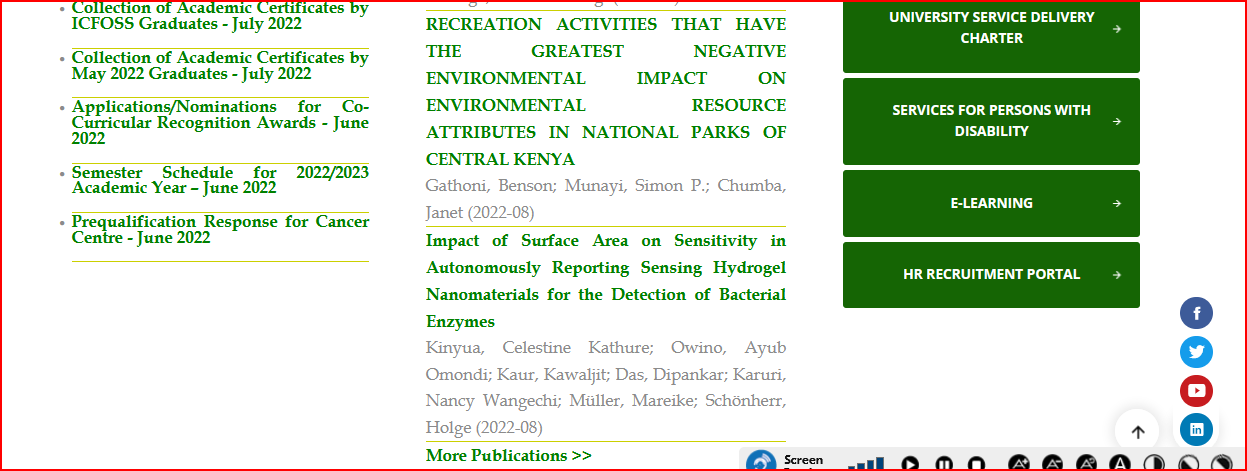 Collection of Academic Certificates by
ICFOSS Graduates - July 2022
Collection of Academic Certificates by
May 2022 Graduates - July 2022
Applications/Nominations for Co-
Curricular Recognition Awards - June
2022
Semester Schedule for 2022/2023
Academic Year – June 2022
Prequalification Response for Cancer
Centre - June 2022
RECREATION ACTIVITIES THAT HAVE
THE GREATEST NEGATIVE
ENVIRONMENTAL IMPACT ON
ENVIRONMENTAL RESOURCE
ATTRIBUTES IN NATIONAL PARKS OF
CENTRAL KENYA
Gathoni, Benson; Munayi, Simon P.; Chumba,
Janet (2022-08)
Impact of Surface Area on Sensitivity in
Autonomously Reporting Sensing Hydrogel
Nanomaterials for the Detection of Bacterial
Enzymes
Kinyua, Celestine Kathure; Owino, Ayub
Omondi; Kaur, Kawaljit; Das, Dipankar; Karuri,
Nancy Wangechi; Müller, Mareike; Schönherr,
Holge (2022-08)
More Publications >>
UNIVERSITY SERVICE DELIVERY
CHARTER
SERVICES FOR PERSONS WITH
DISABILITY
E-LEARNING
HR RECRUITMENT PORTAL
Screen